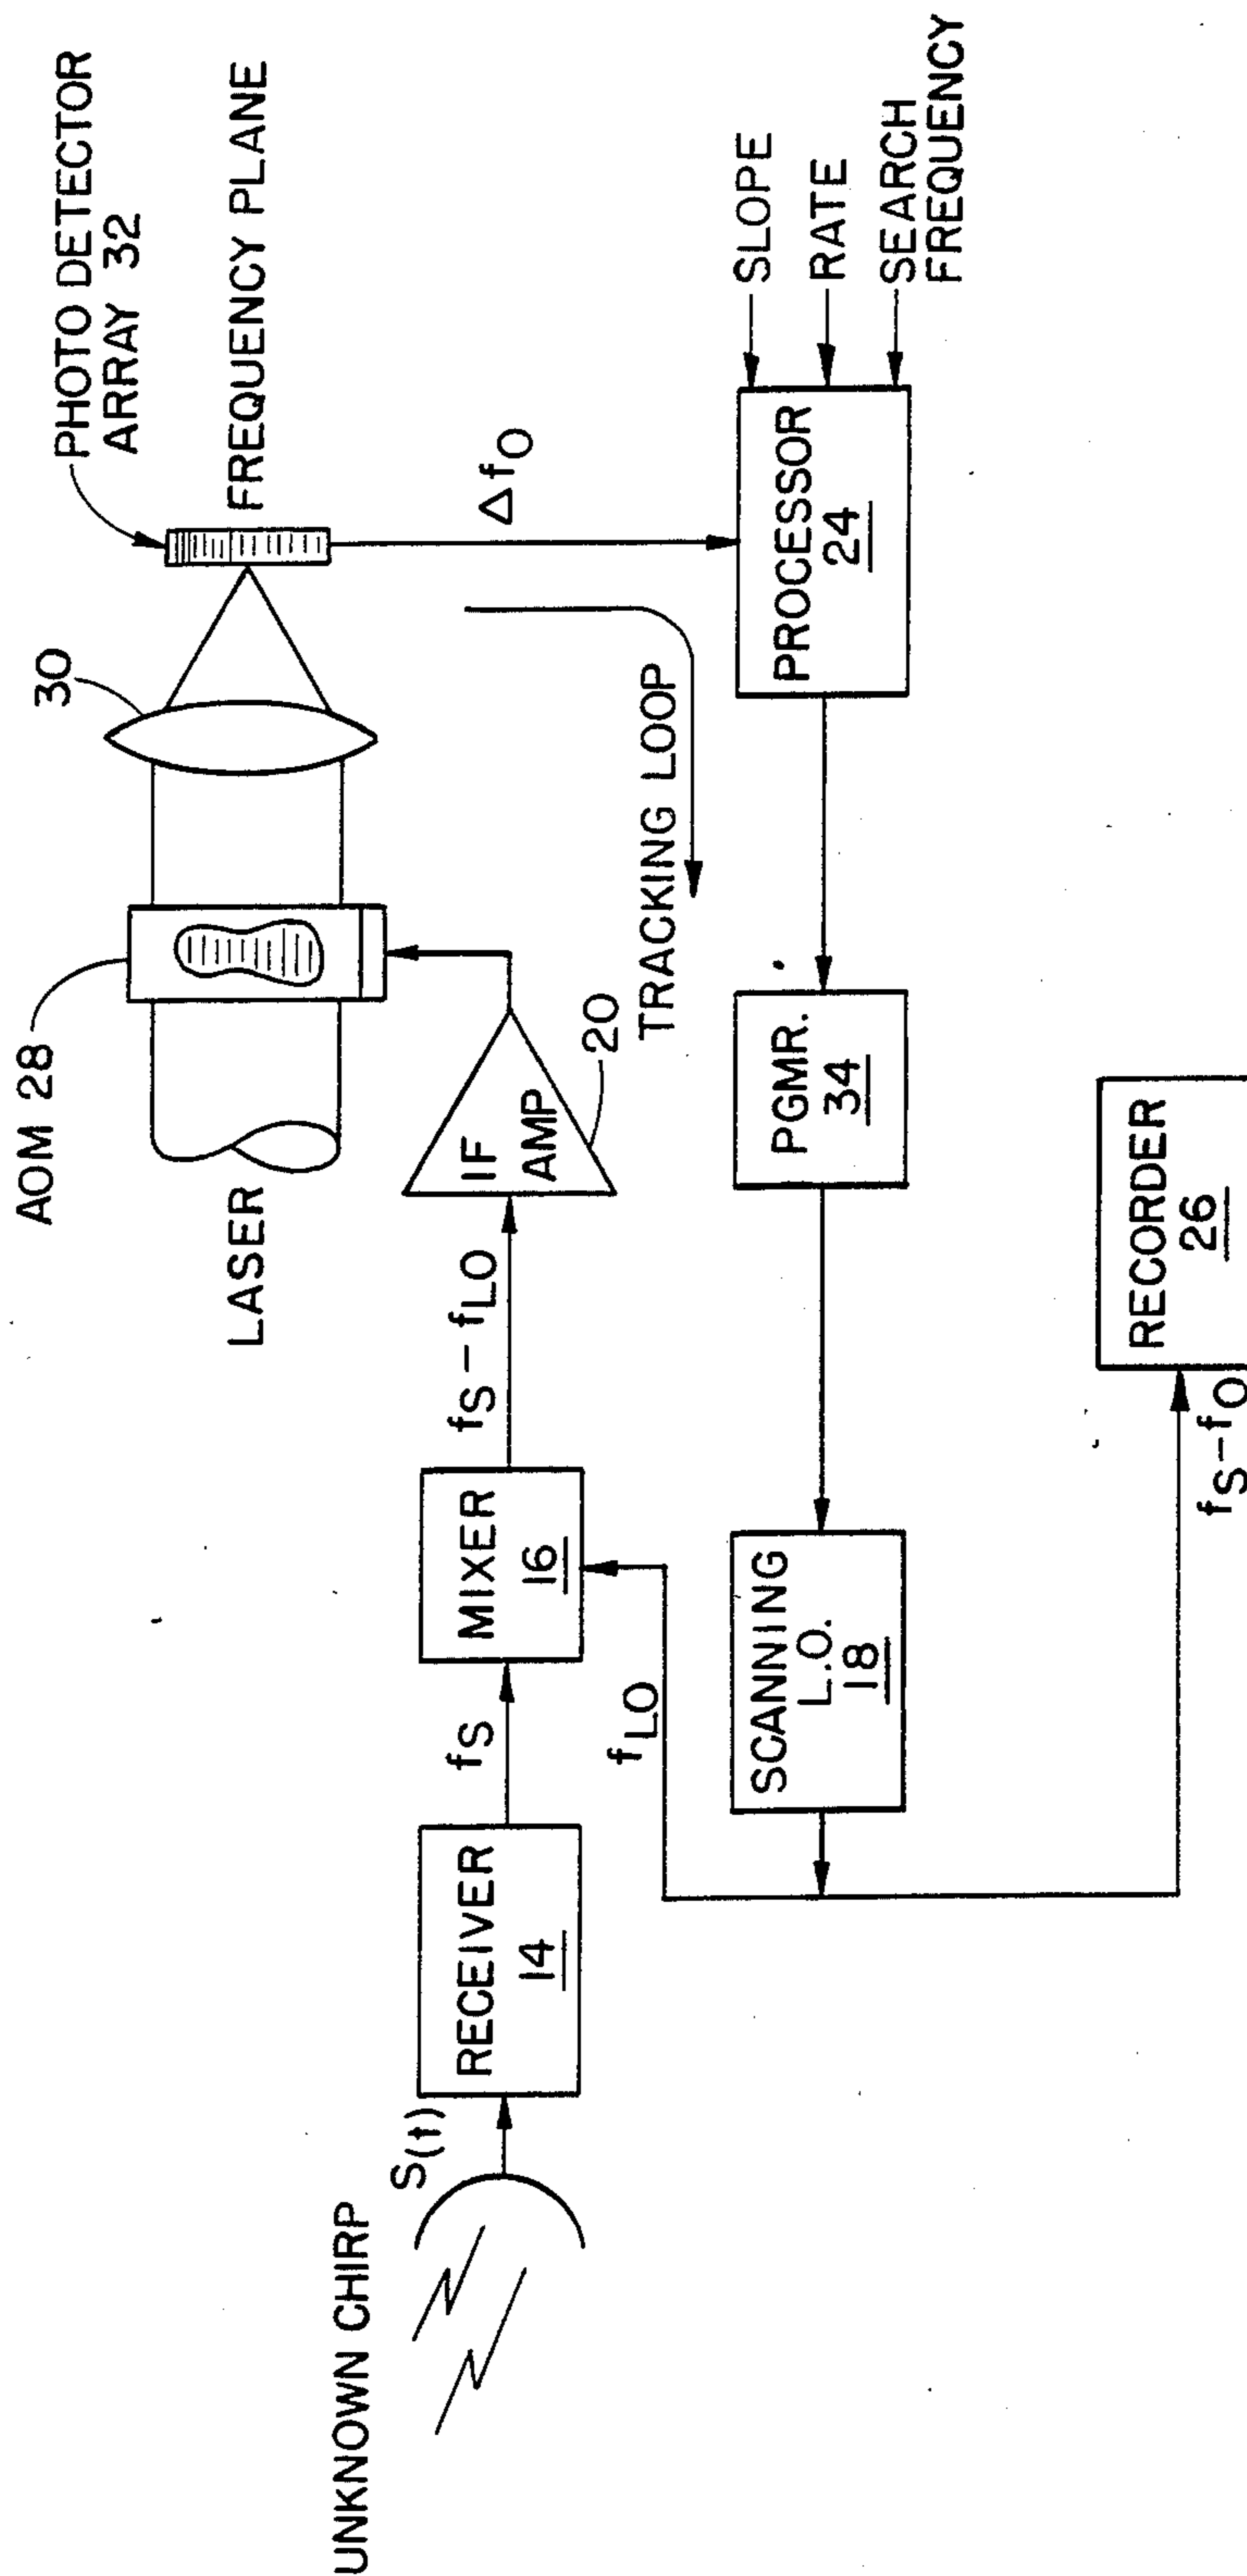 UNKNOWN CHIRP
S(t)
RECEIVER
14
fS
MIXER
16
fS-fLO
IF
AMP
20
LASER
AOM 28
30
PHOTO DETECTOR
ARRAY 32
FREQUENCY PLANE
Δfo
TRACKING LOOP
PROCESSOR
24
SLOPE
RATE
SEARCH
FREQUENCY
PGMR.
34
SCANNING
L.O.
18
fLO
fS-fO
RECORDER
26